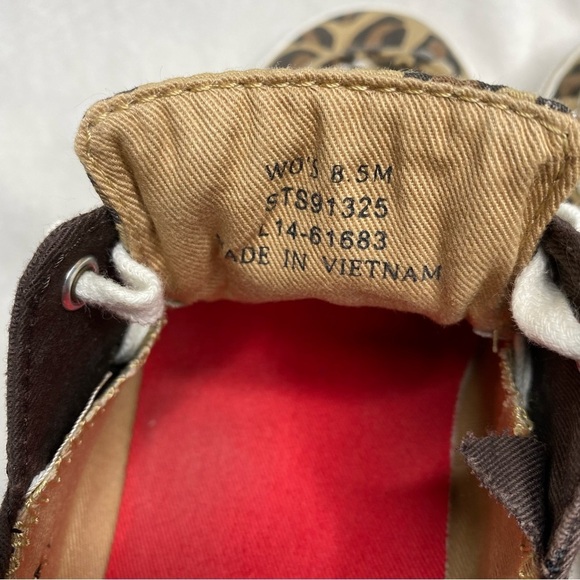 WO'S 8.5M
STS91325
L14-61683
MADE IN VIETNAM